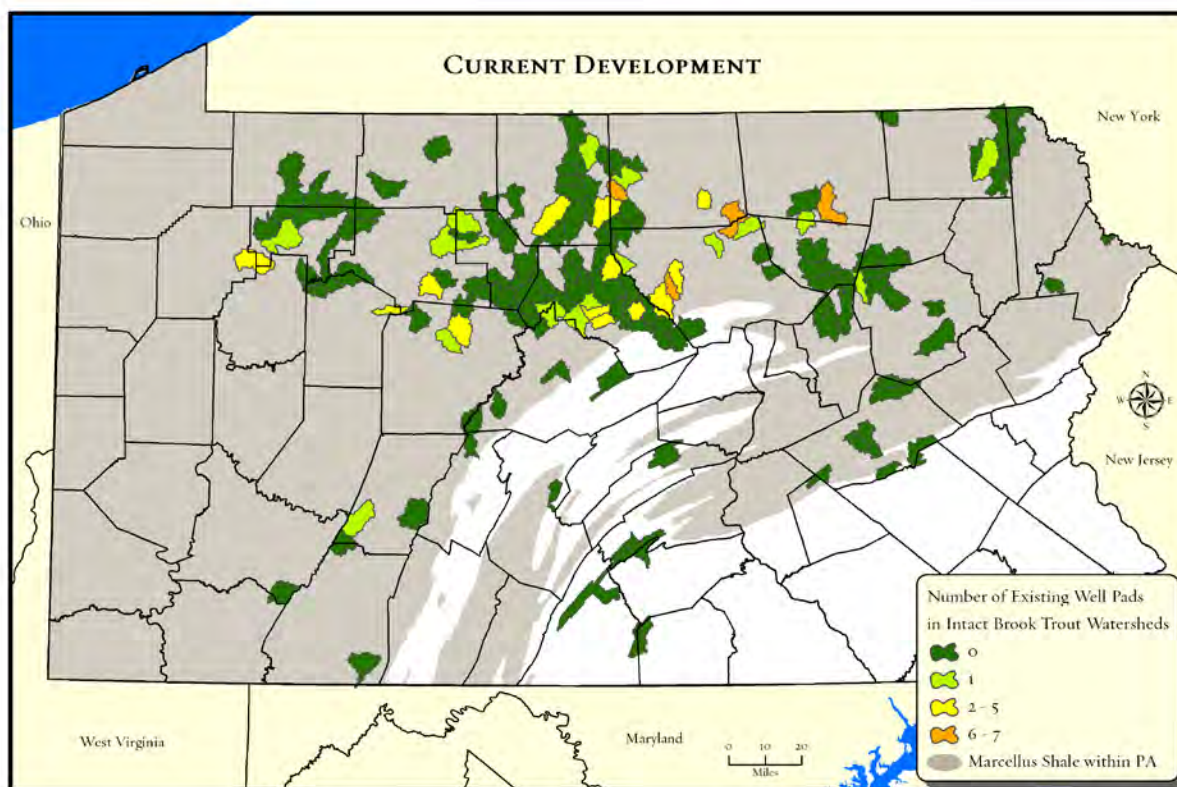 CURRENT DEVELOPMENT
New York
Ohio
N
W E
S
New Jersey
Number of Existing Well Pads
in Intact Brook Trout Watersheds
0
1
2 - 5
6 - 7
Marcellus Shale within PA
West Virginia
Maryland
0 10 20
Miles